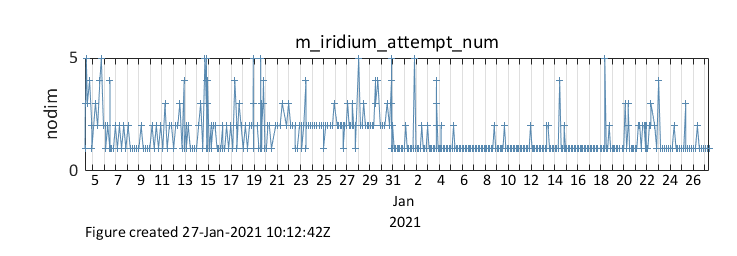 m_iridium_attempt_num
5
nodim
0
5 7 9 11 13 15 17 19 21 23 25 27 29 31 2 4 6 8 10 12 14 16 18 20 22 24 26
Jan
2021
Figure created 27-Jan-2021 10:12:42Z